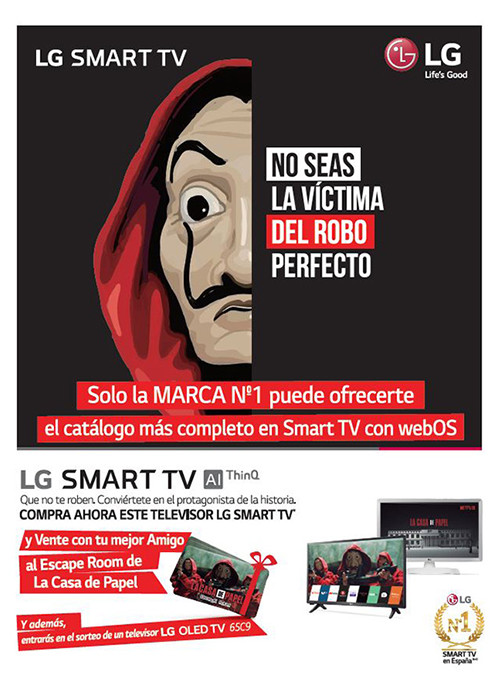 LG SMART TV
LG
Life's Good
NO SEAS
LA VÍCTIMA
DEL ROBO
PERFECTO
Solo la MARCA Nº1 puede ofrecerte
el catálogo más completo en Smart TV con webOS
LG SMART TV AI ThinQ
Que no te roben. Conviértete en el protagonista de la historia.
COMPRA AHORA ESTE TELEVISOR LG SMART TV*
y Vente con tu mejor Amigo
al Escape Room de
La Casa de Papel
LA CASA DE PAPEL
Y además,
entrarás en el sorteo de un televisor LG OLED TV 65C9
NETFLIX
LA CASA DE PAPEL
LG
Nº1
SMART TV
en España